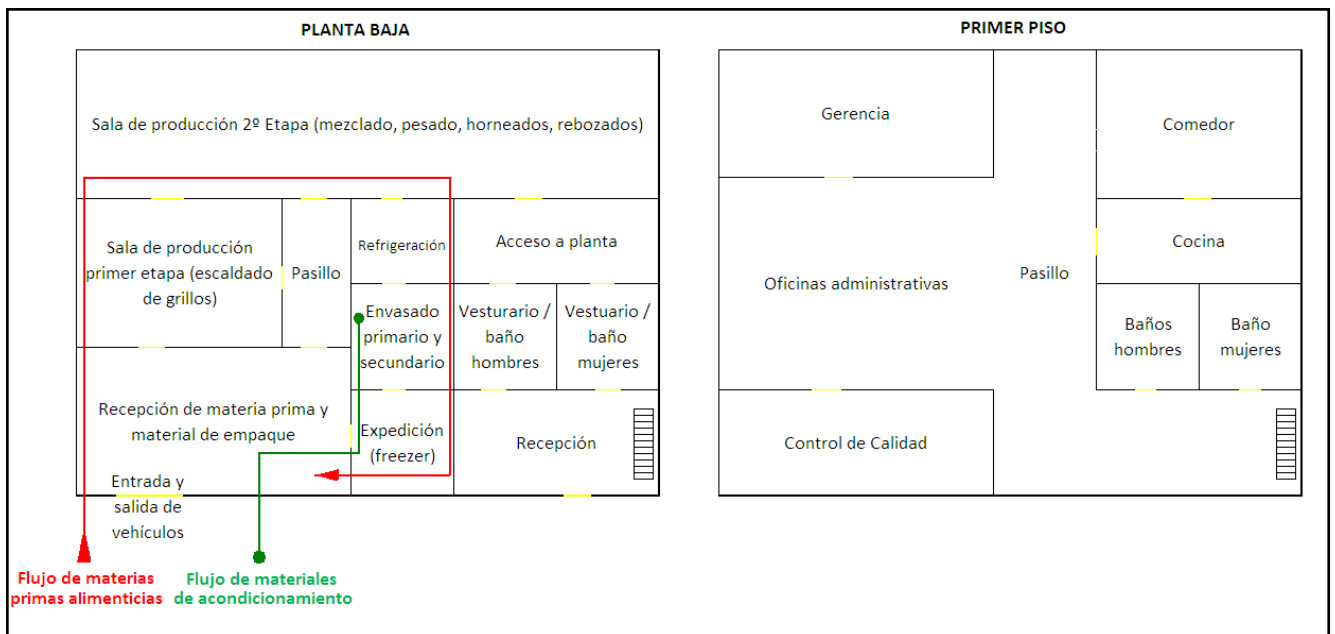 PLANTA BAJA
Sala de producción 2º Etapa (mezclado, pesado, horneados, rebozados)
Sala de producción
primer etapa (escaldado
de grillos)
Pasillo
Refrigeración
Acceso a planta
Envasado
primario y
secundario
Vesturario /
baño
hombres
Vestuario /
baño
mujeres
Recepción de materia prima y
material de empaque
Expedición
(freezer)
Recepción
Entrada y
salida de
vehículos
Flujo de materias
primas alimenticias
Flujo de materiales
de acondicionamiento
PRIMER PISO
Gerencia
Comedor
Oficinas administrativas
Pasillo
Cocina
Baños
hombres
Baño
mujeres
Control de Calidad